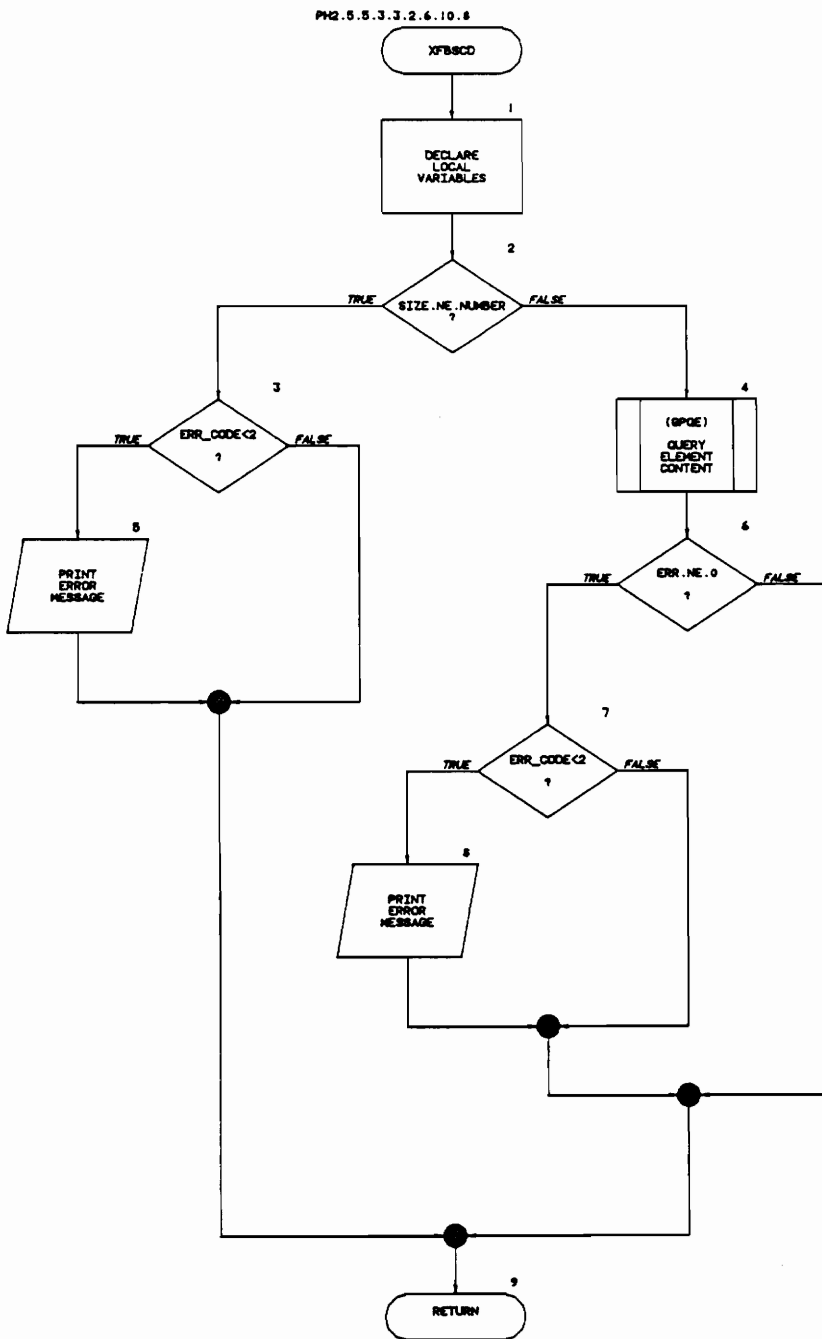 PH2.5.5.3.3.2.6.10.8
XFBSCD
1
DECLARE
LOCAL
VARIABLES
2
TRUE
SIZE.NE.NUMBER
?
FALSE
3
TRUE
ERR_CODE<2
?
FALSE
4
(GPQE)
QUERY
ELEMENT
CONTENT
5
PRINT
ERROR
MESSAGE
6
TRUE
ERR.NE.0
?
FALSE
7
TRUE
ERR_CODE<2
?
FALSE
8
PRINT
ERROR
MESSAGE
9
RETURN